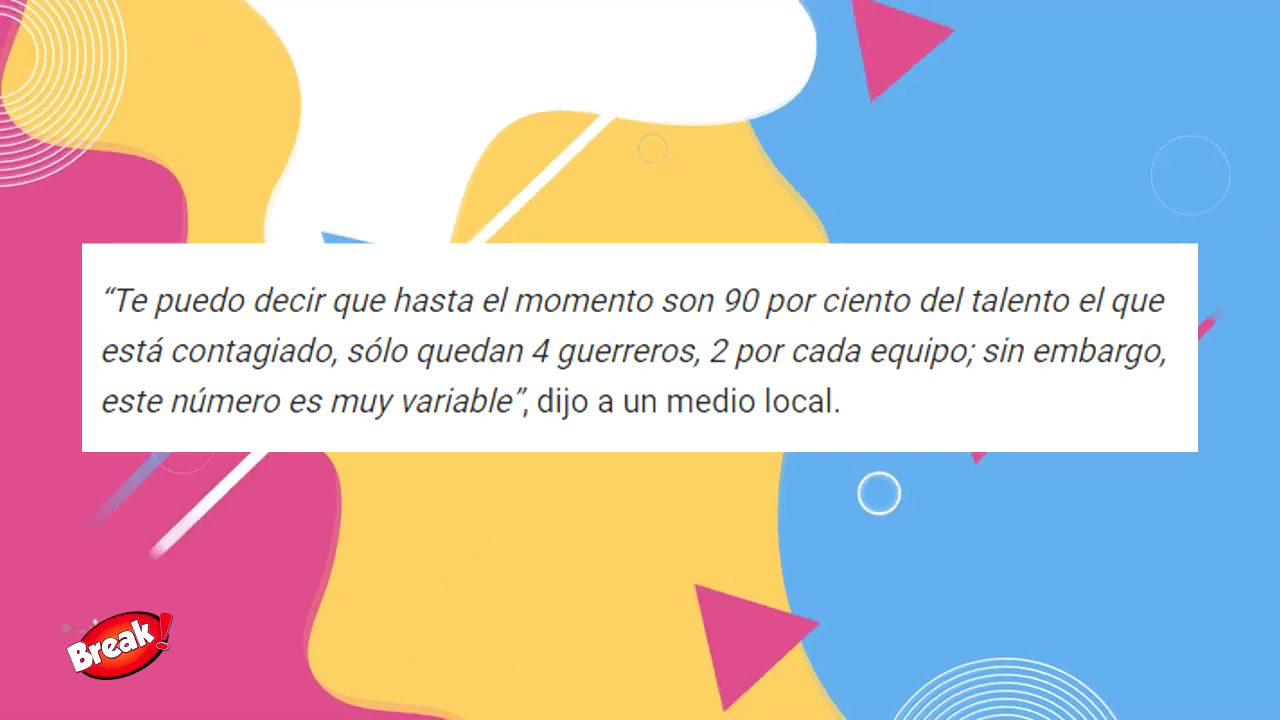 “Te puedo decir que hasta el momento son 90 por ciento del talento el que
está contagiado, sólo quedan 4 guerreros, 2 por cada equipo; sin embargo,
este número es muy variable”, dijo a un medio local.
Break!